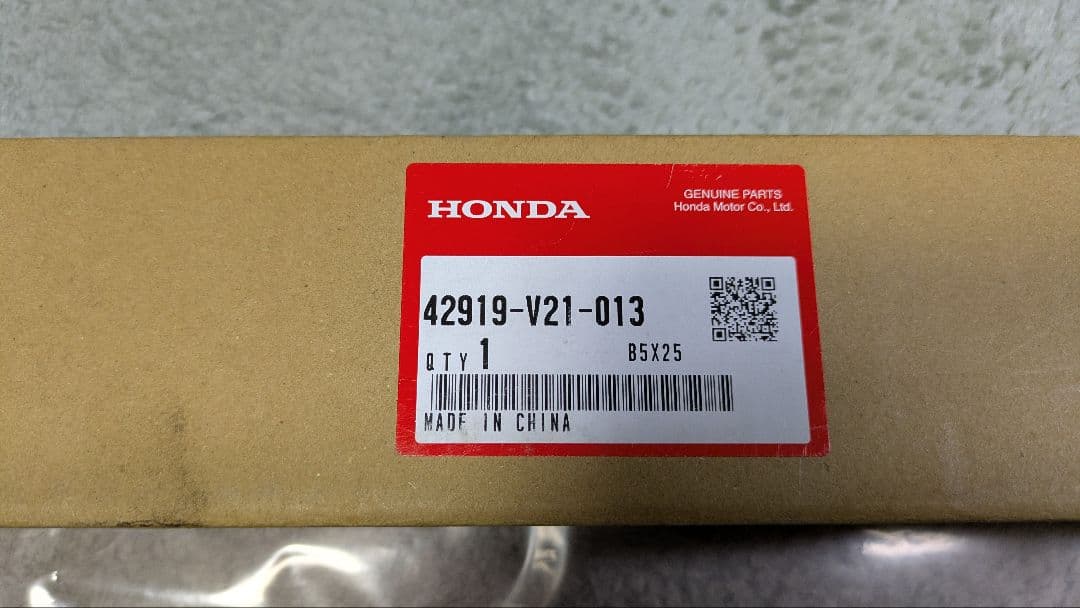 HONDA
GENUINE PARTS
Honda Motor Co., Ltd.
42919-V21-013
QTY 1
B5X25
MADE IN CHINA